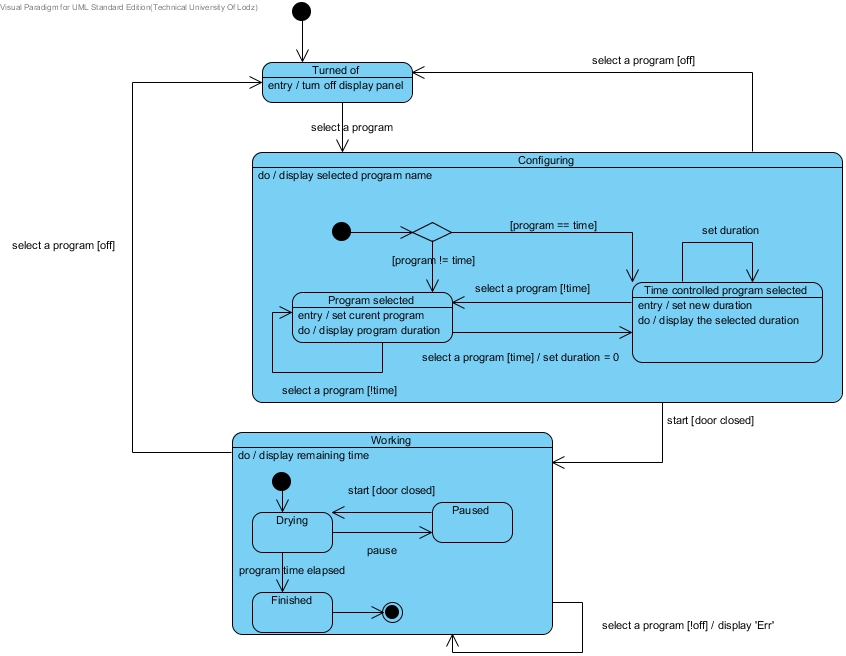 Visual Paradigm for UML Standard Edition(Technical University Of Lodz)
select a program [off]
Turned of
entry / turn off display panel
select a program
Configuring
do / display selected program name
[program == time]
set duration
select a program [off]
[program != time]
select a program [!time]
Time controlled program selected
entry / set new duration
do / display the selected duration
Program selected
entry / set curent program
do / display program duration
select a program [time] / set duration = 0
select a program [!time]
start [door closed]
Working
do / display remaining time
start [door closed]
Paused
Drying
pause
program time elapsed
Finished
select a program [!off] / display 'Err'